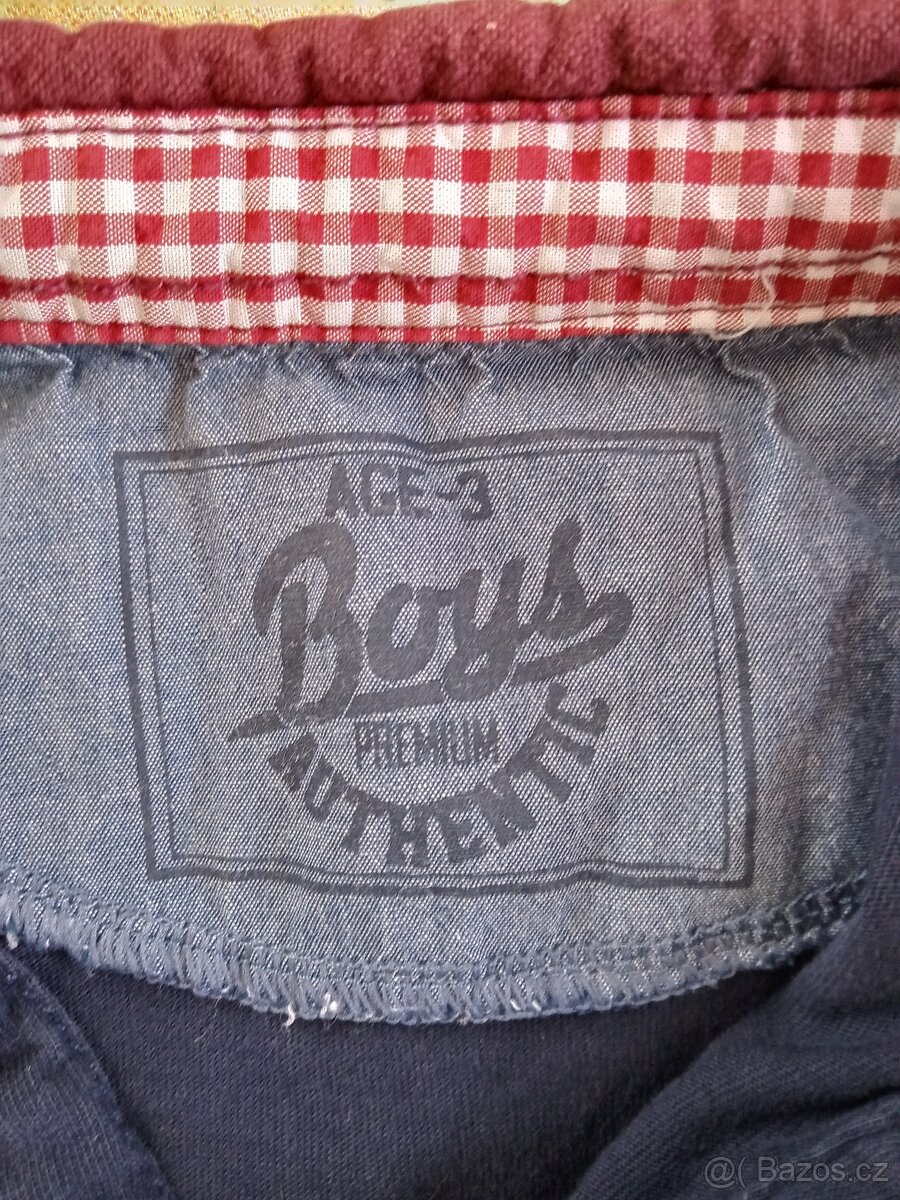 AGE-3
Boys
PREMIUM
AUTHENTIC
@( Bazos.cz